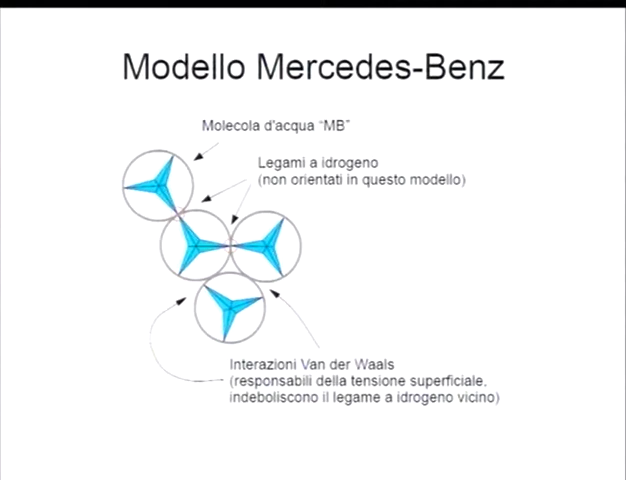 Modello Mercedes-Benz
Molecola d'acqua "MB"
Legami a idrogeno
(non orientati in questo modello)
Interazioni Van der Waals
(responsabili della tensione superficiale,
indeboliscono il legame a idrogeno vicino)